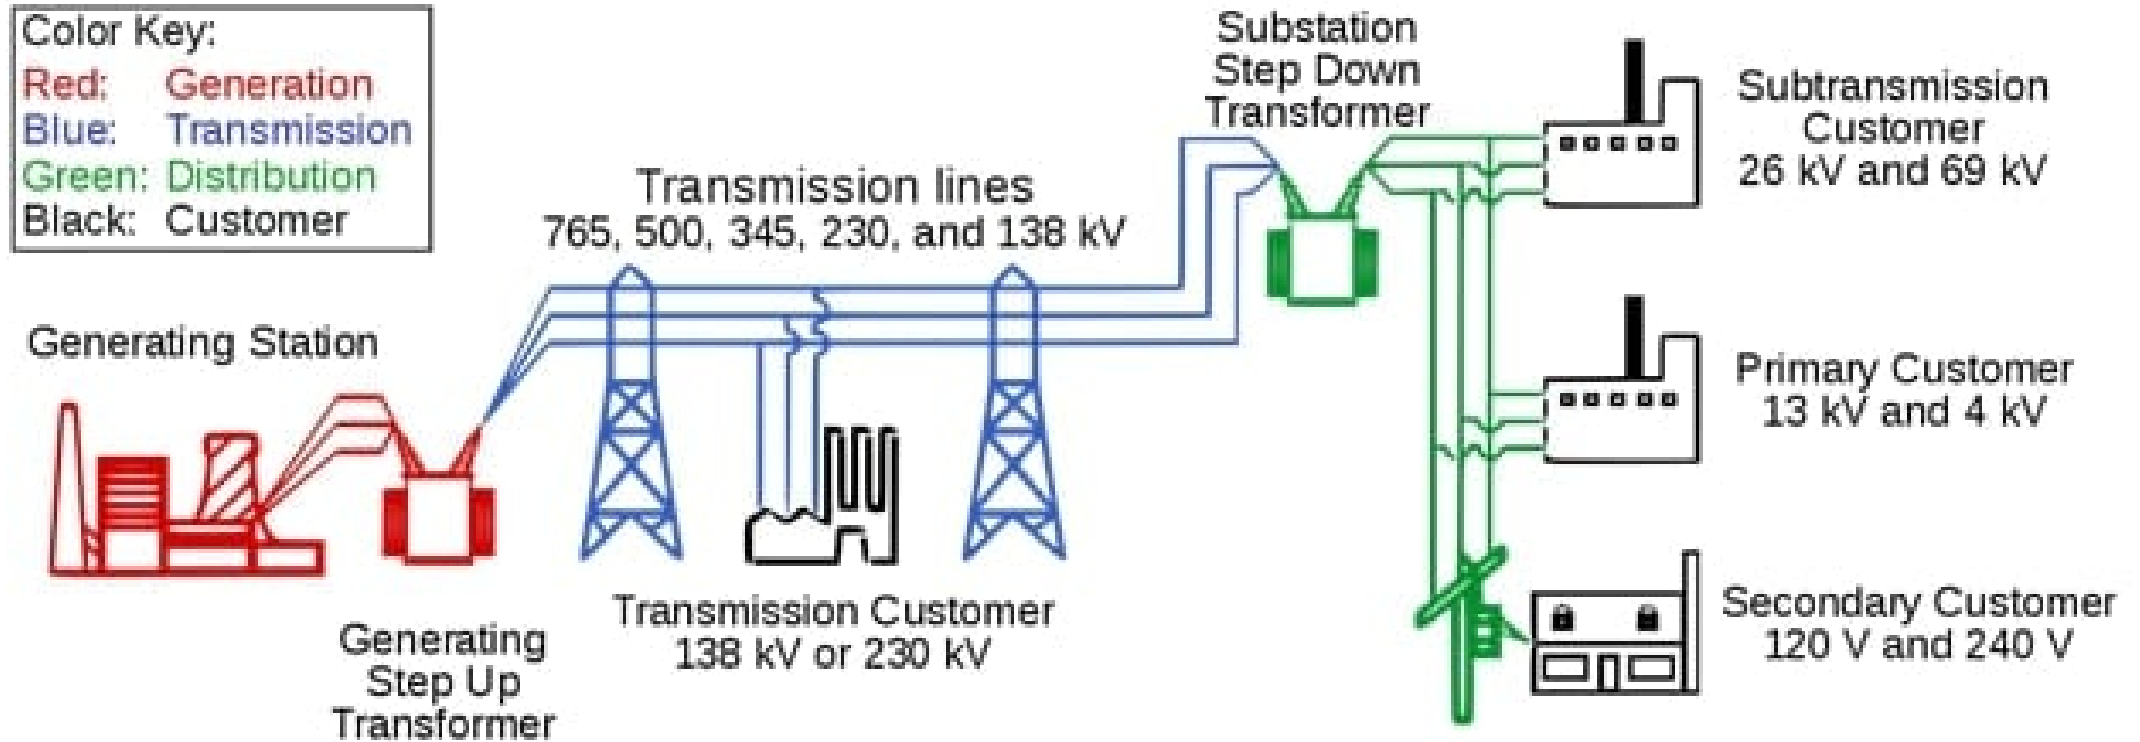 Color Key:
Red: Generation
Blue: Transmission
Green: Distribution
Black: Customer
Substation
Step Down
Transformer
Subtransmission
Customer
26 kV and 69 kV
Transmission lines
765, 500, 345, 230, and 138 kV
Generating Station
Primary Customer
13 kV and 4 kV
Transmission Customer
138 kV or 230 kV
Secondary Customer
120 V and 240 V
Generating
Step Up
Transformer